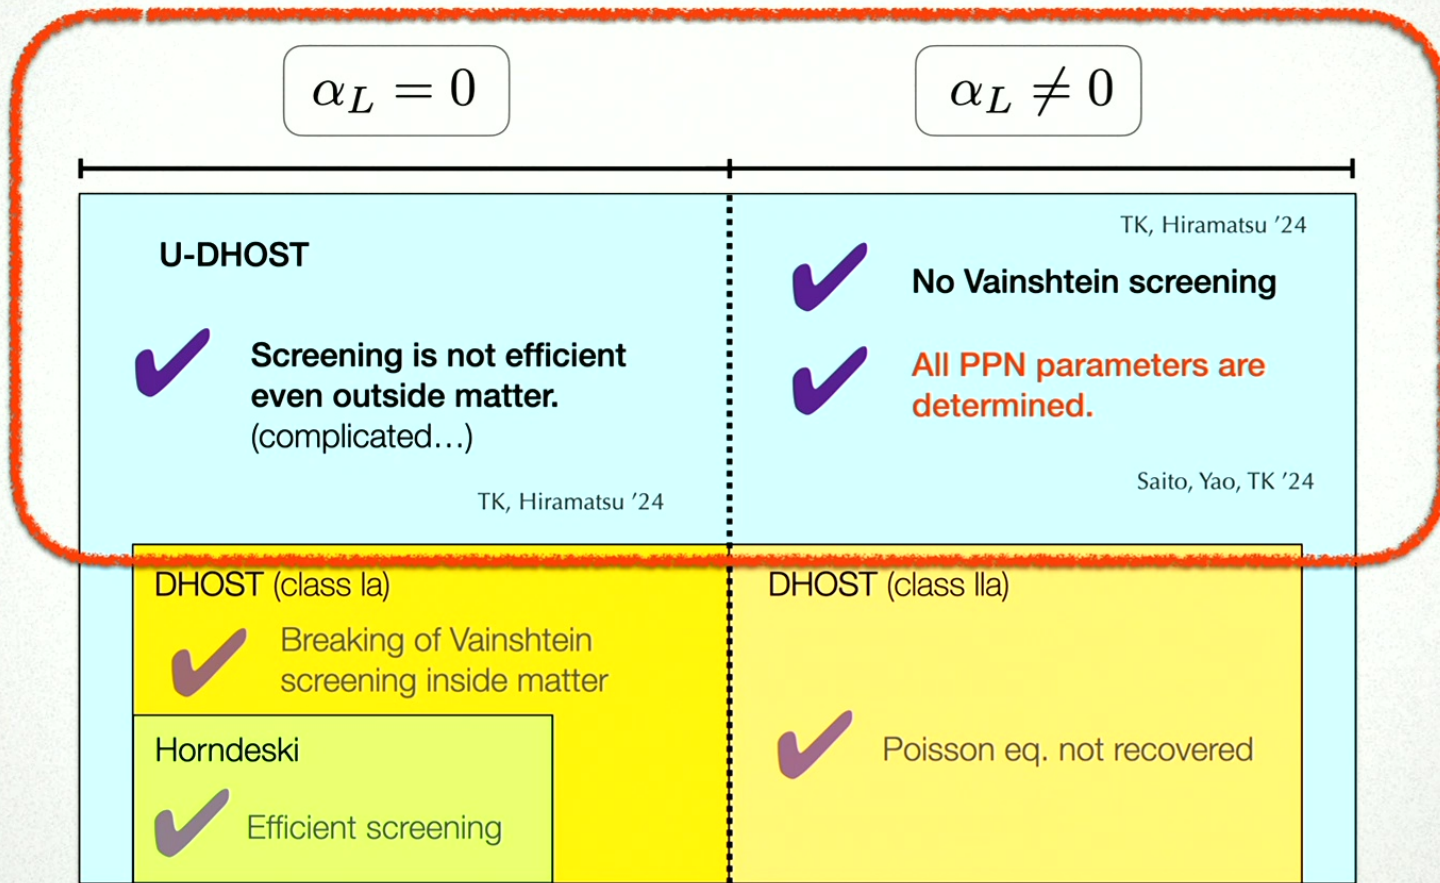 α_L = 0
α_L ≠ 0
U-DHOST
Screening is not efficient
even outside matter.
(complicated…)
TK, Hiramatsu ’24
TK, Hiramatsu ’24
No Vainshtein screening
All PPN parameters are
determined.
Saito, Yao, TK ’24
DHOST (class Ia)
Breaking of Vainshtein
screening inside matter
Horndeski
Efficient screening
DHOST (class IIa)
Poisson eq. not recovered